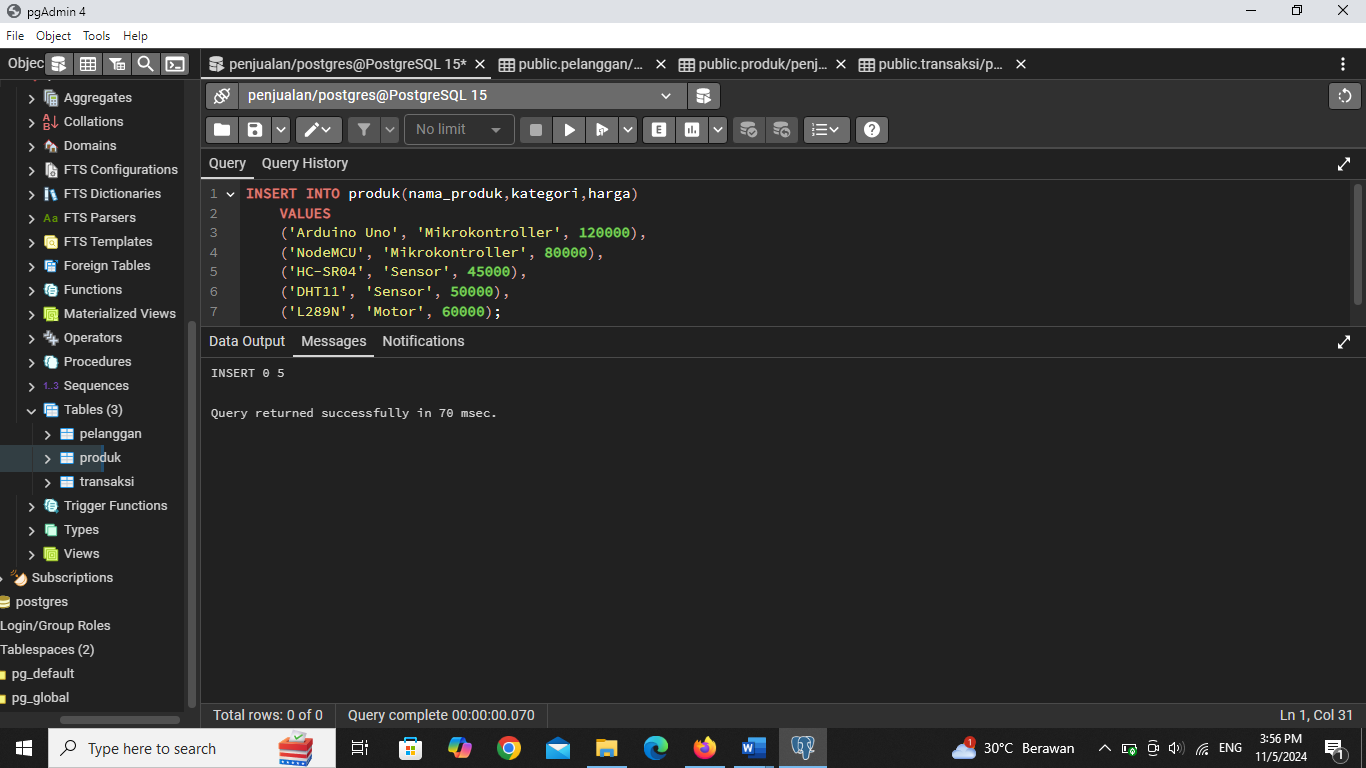 pgAdmin 4
File Object Tools Help
Objec
penjualan/postgres@PostgreSQL 15*
public.pelanggan/...
public.produk/penj...
public.transaksi/p...
penjualan/postgres@PostgreSQL 15
No limit
E
Query Query History
1 INSERT INTO produk(nama_produk,kategori,harga)
2 VALUES
3 ('Arduino Uno', 'Mikrokontroller', 120000),
4 ('NodeMCU', 'Mikrokontroller', 80000),
5 ('HC-SR04', 'Sensor', 45000),
6 ('DHT11', 'Sensor', 50000),
7 ('L289N', 'Motor', 60000);
Data Output Messages Notifications
INSERT 0 5
Query returned successfully in 70 msec.
Aggregates
Collations
Domains
FTS Configurations
FTS Dictionaries
Aa FTS Parsers
FTS Templates
Foreign Tables
Functions
Materialized Views
Operators
Procedures
1..3 Sequences
Tables (3)
pelanggan
produk
transaksi
Trigger Functions
Types
Views
Subscriptions
postgres
Login/Group Roles
Tablespaces (2)
pg_default
pg_global
Total rows: 0 of 0 Query complete 00:00:00.070 Ln 1, Col 31
Type here to search
1
30°C Berawan
ENG
3:56 PM
11/5/2024
1